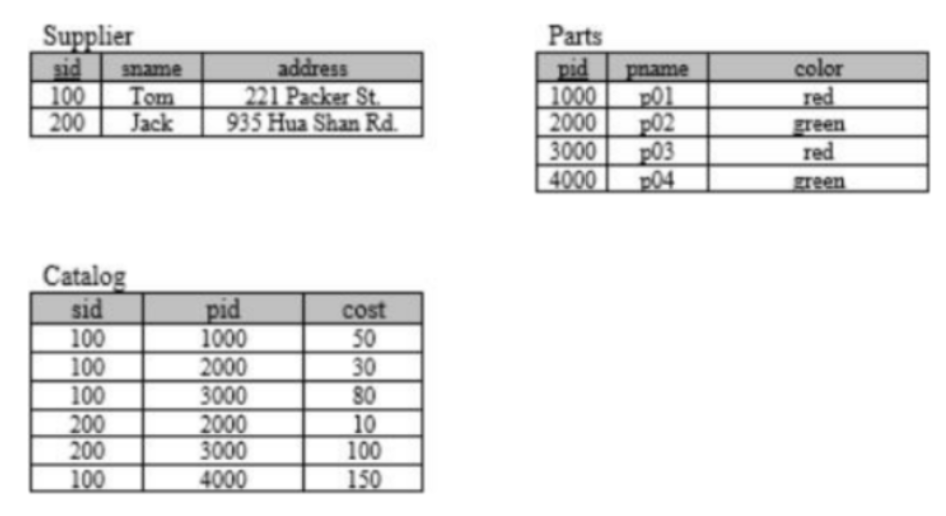 Supplier
sid sname address
100 Tom 221 Packer St.
200 Jack 935 Hua Shan Rd.
Parts
pid pname color
1000 p01 red
2000 p02 green
3000 p03 red
4000 p04 green
Catalog
sid pid cost
100 1000 50
100 2000 30
100 3000 80
200 2000 10
200 3000 100
100 4000 150